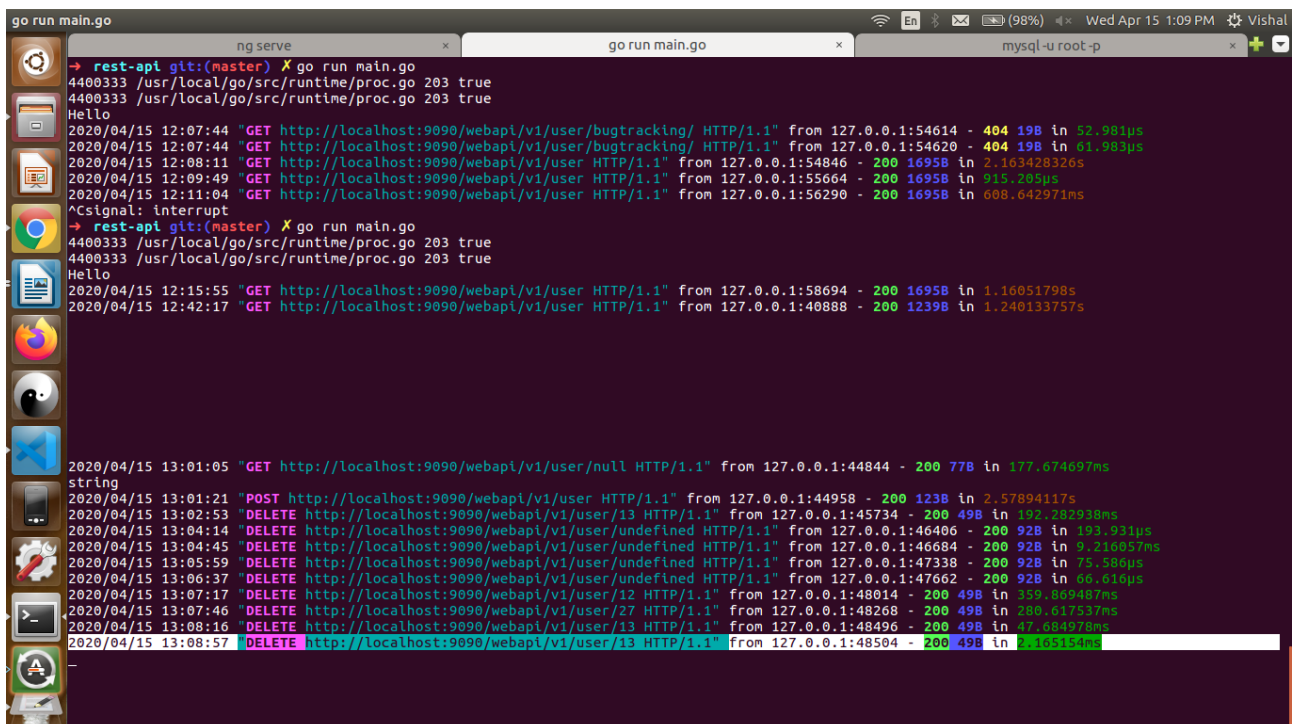 go run main.go
En (98%) Wed Apr 15 1:09 PM Vishal
ng serve × go run main.go × mysql -u root -p ×
→ rest-api git:(master) ✗ go run main.go
4400333 /usr/local/go/src/runtime/proc.go 203 true
4400333 /usr/local/go/src/runtime/proc.go 203 true
Hello
2020/04/15 12:07:44 "GET http://localhost:9090/webapi/v1/user/bugtracking/ HTTP/1.1" from 127.0.0.1:54614 - 404 19B in 52.981µs
2020/04/15 12:07:44 "GET http://localhost:9090/webapi/v1/user/bugtracking/ HTTP/1.1" from 127.0.0.1:54620 - 404 19B in 61.983µs
2020/04/15 12:08:11 "GET http://localhost:9090/webapi/v1/user HTTP/1.1" from 127.0.0.1:54846 - 200 1695B in 2.163428326s
2020/04/15 12:09:49 "GET http://localhost:9090/webapi/v1/user HTTP/1.1" from 127.0.0.1:55664 - 200 1695B in 915.205µs
2020/04/15 12:11:04 "GET http://localhost:9090/webapi/v1/user HTTP/1.1" from 127.0.0.1:56290 - 200 1695B in 608.642971ms
^Csignal: interrupt
→ rest-api git:(master) ✗ go run main.go
4400333 /usr/local/go/src/runtime/proc.go 203 true
4400333 /usr/local/go/src/runtime/proc.go 203 true
Hello
2020/04/15 12:15:55 "GET http://localhost:9090/webapi/v1/user HTTP/1.1" from 127.0.0.1:58694 - 200 1695B in 1.16051798s
2020/04/15 12:42:17 "GET http://localhost:9090/webapi/v1/user HTTP/1.1" from 127.0.0.1:40888 - 200 1239B in 1.240133757s
2020/04/15 13:01:05 "GET http://localhost:9090/webapi/v1/user/null HTTP/1.1" from 127.0.0.1:44844 - 200 77B in 177.674697ms
string
2020/04/15 13:01:21 "POST http://localhost:9090/webapi/v1/user HTTP/1.1" from 127.0.0.1:44958 - 200 123B in 2.57894117s
2020/04/15 13:02:53 "DELETE http://localhost:9090/webapi/v1/user/13 HTTP/1.1" from 127.0.0.1:45734 - 200 49B in 192.282938ms
2020/04/15 13:04:14 "DELETE http://localhost:9090/webapi/v1/user/undefined HTTP/1.1" from 127.0.0.1:46406 - 200 92B in 193.931µs
2020/04/15 13:04:45 "DELETE http://localhost:9090/webapi/v1/user/undefined HTTP/1.1" from 127.0.0.1:46684 - 200 92B in 9.216057ms
2020/04/15 13:05:59 "DELETE http://localhost:9090/webapi/v1/user/undefined HTTP/1.1" from 127.0.0.1:47338 - 200 92B in 75.586µs
2020/04/15 13:06:37 "DELETE http://localhost:9090/webapi/v1/user/undefined HTTP/1.1" from 127.0.0.1:47662 - 200 92B in 66.616µs
2020/04/15 13:07:17 "DELETE http://localhost:9090/webapi/v1/user/12 HTTP/1.1" from 127.0.0.1:48014 - 200 49B in 359.869487ms
2020/04/15 13:07:46 "DELETE http://localhost:9090/webapi/v1/user/27 HTTP/1.1" from 127.0.0.1:48268 - 200 49B in 280.617537ms
2020/04/15 13:08:16 "DELETE http://localhost:9090/webapi/v1/user/13 HTTP/1.1" from 127.0.0.1:48496 - 200 49B in 47.684978ms
2020/04/15 13:08:57 "DELETE http://localhost:9090/webapi/v1/user/13 HTTP/1.1" from 127.0.0.1:48504 - 200 49B in 2.165154ms